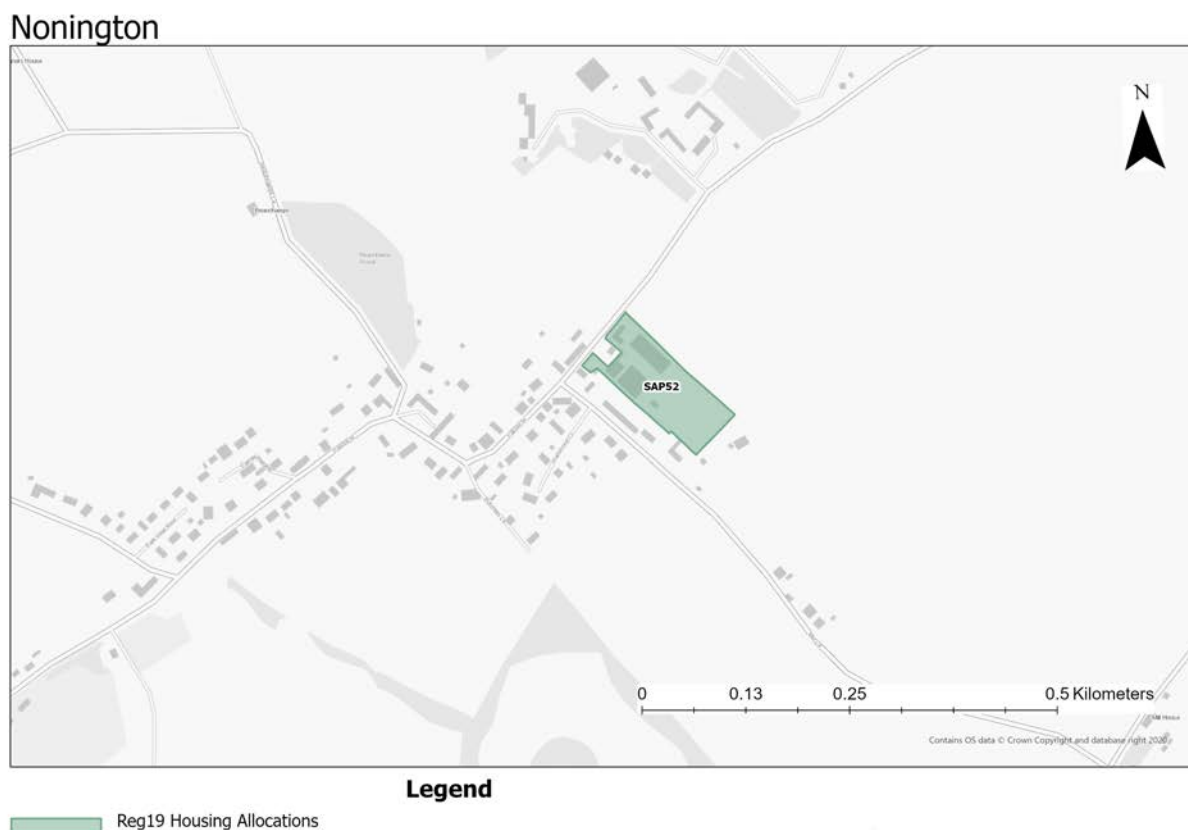 Nonington
N
SAP52
0 0.13 0.25 0.5 Kilometers
Contains OS data © Crown Copyright and database right 2020
Legend
Reg19 Housing Allocations